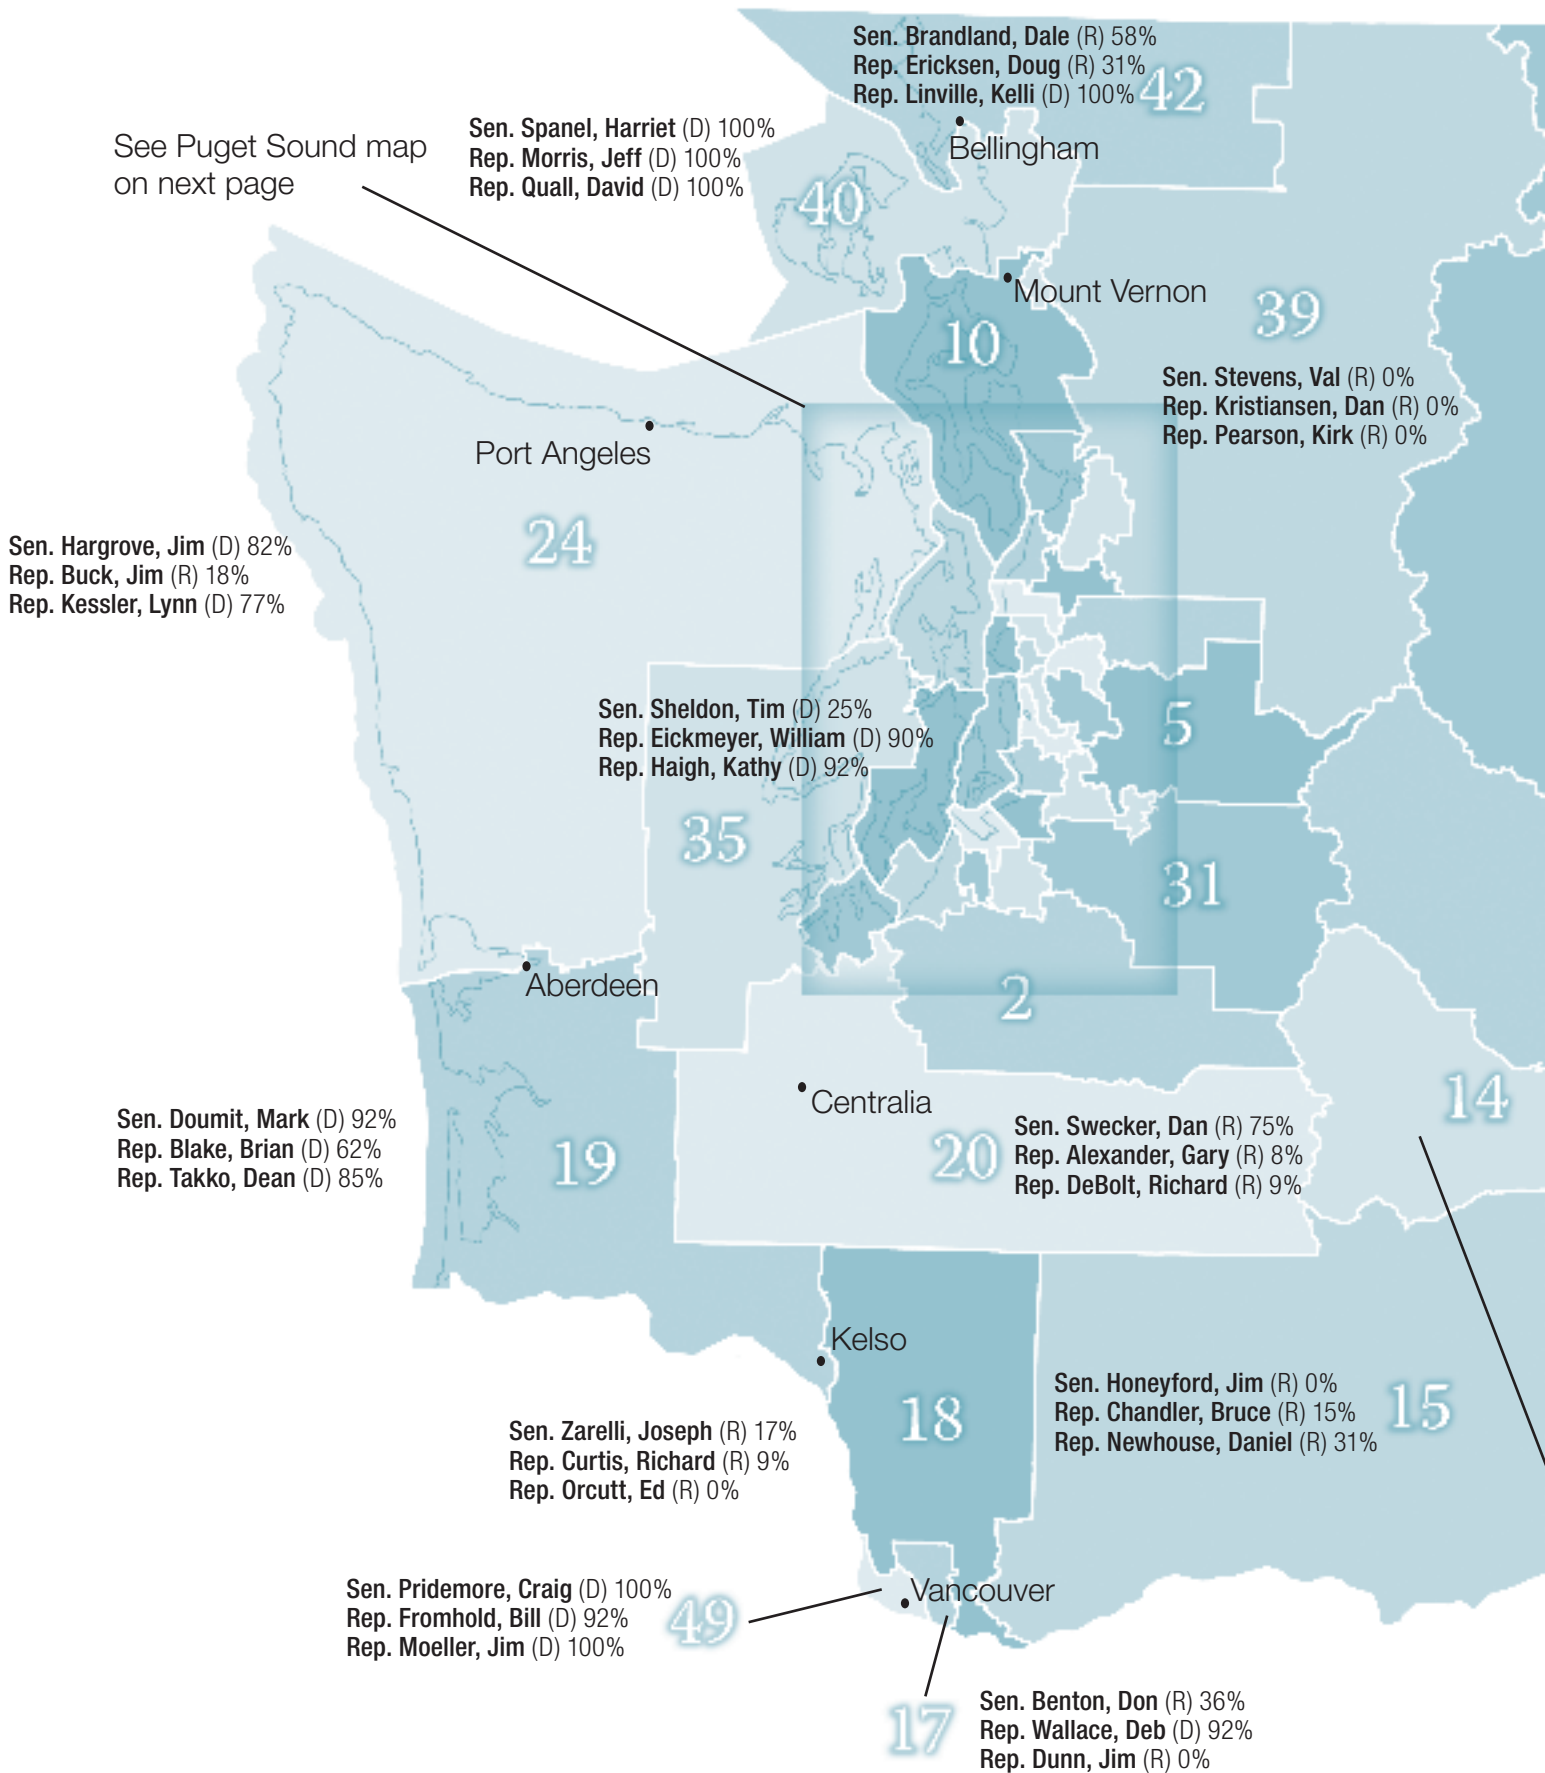 Sen. Brandland, Dale (R) 58%
Rep. Ericksen, Doug (R) 31%
Rep. Linville, Kelli (D) 100%
42
Bellingham
See Puget Sound map
on next page
Sen. Spanel, Harriet (D) 100%
Rep. Morris, Jeff (D) 100%
Rep. Quall, David (D) 100%
40
Mount Vernon
10
39
Sen. Stevens, Val (R) 0%
Rep. Kristiansen, Dan (R) 0%
Rep. Pearson, Kirk (R) 0%
Port Angeles
24
Sen. Hargrove, Jim (D) 82%
Rep. Buck, Jim (R) 18%
Rep. Kessler, Lynn (D) 77%
Sen. Sheldon, Tim (D) 25%
Rep. Eickmeyer, William (D) 90%
Rep. Haigh, Kathy (D) 92%
5
35
31
Aberdeen
2
Centralia
14
Sen. Doumit, Mark (D) 92%
Rep. Blake, Brian (D) 62%
Rep. Takko, Dean (D) 85%
19
20
Sen. Swecker, Dan (R) 75%
Rep. Alexander, Gary (R) 8%
Rep. DeBolt, Richard (R) 9%
Kelso
18
Sen. Honeyford, Jim (R) 0%
Rep. Chandler, Bruce (R) 15%
Rep. Newhouse, Daniel (R) 31%
15
Sen. Zarelli, Joseph (R) 17%
Rep. Curtis, Richard (R) 9%
Rep. Orcutt, Ed (R) 0%
Vancouver
Sen. Pridemore, Craig (D) 100%
Rep. Fromhold, Bill (D) 92%
Rep. Moeller, Jim (D) 100%
49
17
Sen. Benton, Don (R) 36%
Rep. Wallace, Deb (D) 92%
Rep. Dunn, Jim (R) 0%